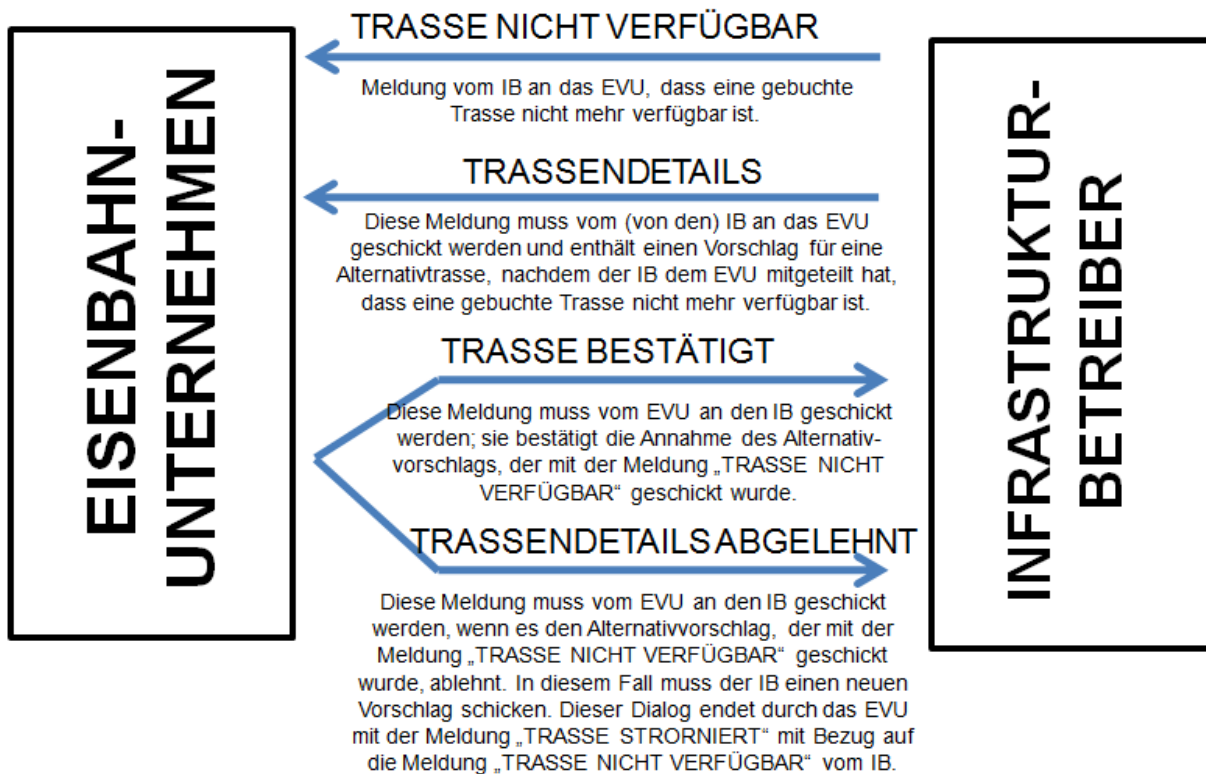 EISENBAHN-
UNTERNEHMEN
TRASSE NICHT VERFÜGBAR
Meldung vom IB an das EVU, dass eine gebuchte
Trasse nicht mehr verfügbar ist.
TRASSENDETAILS
Diese Meldung muss vom (von den) IB an das EVU
geschickt werden und enthält einen Vorschlag für eine
Alternativtrasse, nachdem der IB dem EVU mitgeteilt hat,
dass eine gebuchte Trasse nicht mehr verfügbar ist.
TRASSE BESTÄTIGT
Diese Meldung muss vom EVU an den IB geschickt
werden; sie bestätigt die Annahme des Alternativ-
vorschlags, der mit der Meldung „TRASSE NICHT
VERFÜGBAR“ geschickt wurde.
TRASSENDETAILS ABGELEHNT
Diese Meldung muss vom EVU an den IB geschickt
werden, wenn es den Alternativvorschlag, der mit der
Meldung „TRASSE NICHT VERFÜGBAR“ geschickt
wurde, ablehnt. In diesem Fall muss der IB einen neuen
Vorschlag schicken. Dieser Dialog endet durch das EVU
mit der Meldung „TRASSE STRORNIERT“ mit Bezug auf
die Meldung „TRASSE NICHT VERFÜGBAR“ vom IB.
INFRASTRUKTUR-
BETREIBER